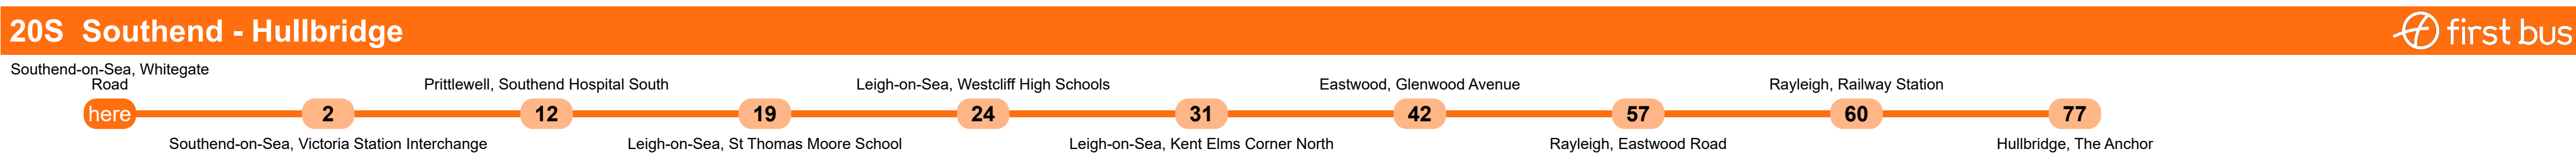 20S Southend - Hullbridge
first bus
Southend-on-Sea, Whitegate
Road
Prittlewell, Southend Hospital South
Leigh-on-Sea, Westcliff High Schools
Eastwood, Glenwood Avenue
Rayleigh, Railway Station
here 2 12 19 24 31 42 57 60 77
Southend-on-Sea, Victoria Station Interchange
Leigh-on-Sea, St Thomas Moore School
Leigh-on-Sea, Kent Elms Corner North
Rayleigh, Eastwood Road
Hullbridge, The Anchor